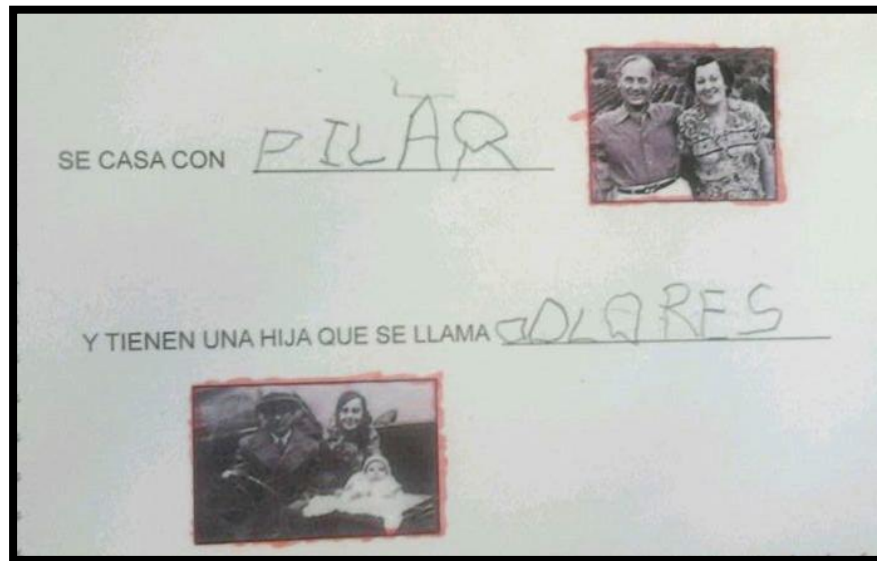 SE CASA CON PILAR
Y TIENEN UNA HIJA QUE SE LLAMA DOLORES